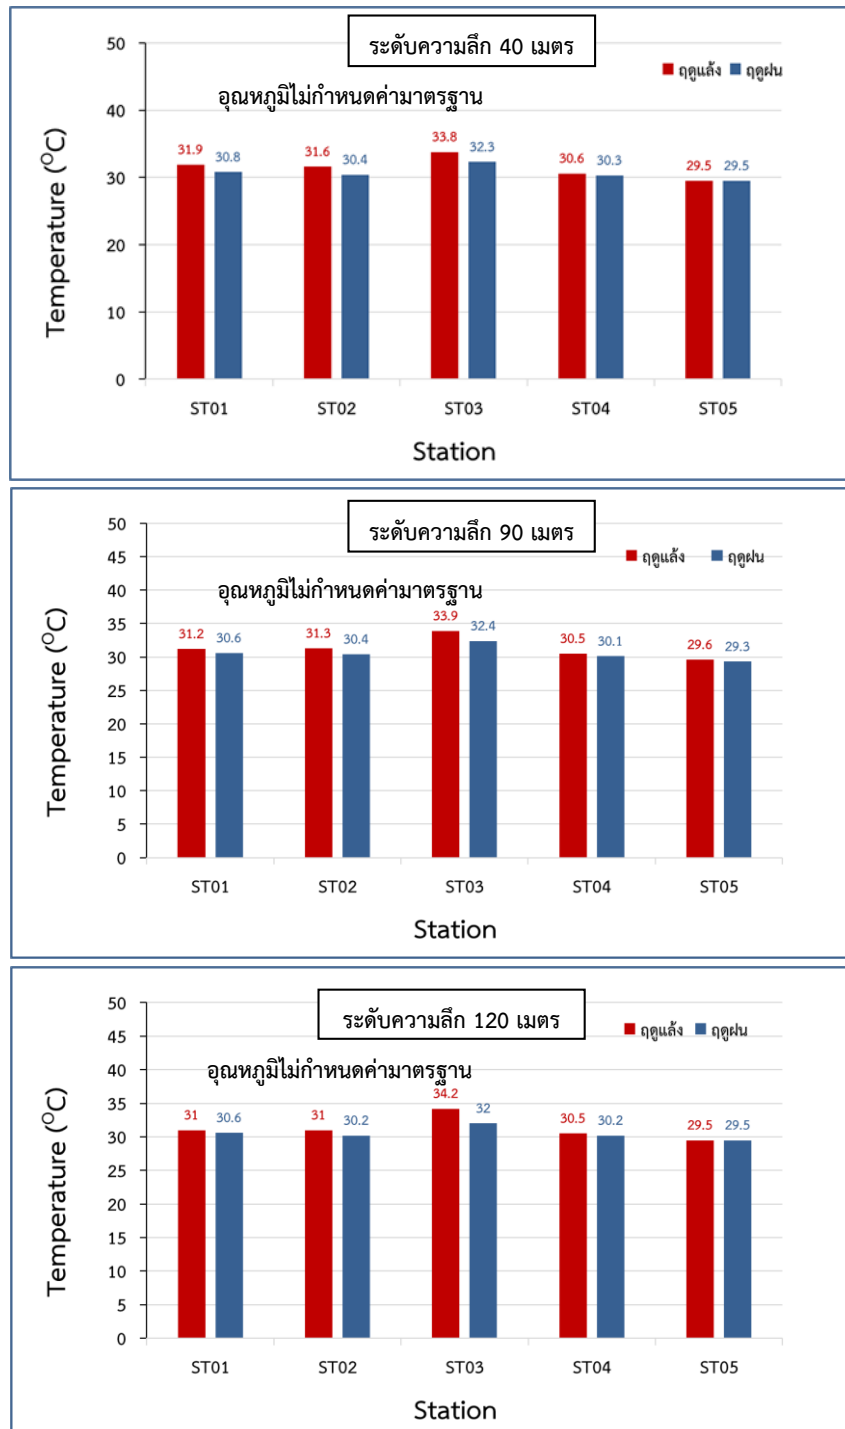 ระดับความลึก 40 เมตร
ฤดูแล้ง ฤดูฝน
อุณหภูมิไม่กำหนดค่ามาตรฐาน
Temperature (⁰C)
50
40
30
20
10
0
31.9 30.8 31.6 30.4 33.8 32.3 30.6 30.3 29.5 29.5
ST01 ST02 ST03 ST04 ST05
Station
ระดับความลึก 90 เมตร
ฤดูแล้ง ฤดูฝน
อุณหภูมิไม่กำหนดค่ามาตรฐาน
Temperature (⁰C)
50
45
40
35
30
25
20
15
10
5
0
31.2 30.6 31.3 30.4 33.9 32.4 30.5 30.1 29.6 29.3
ST01 ST02 ST03 ST04 ST05
Station
ระดับความลึก 120 เมตร
ฤดูแล้ง ฤดูฝน
อุณหภูมิไม่กำหนดค่ามาตรฐาน
Temperature (⁰C)
50
45
40
35
30
25
20
15
10
5
0
31 30.6 31 30.2 34.2 32 30.5 30.2 29.5 29.5
ST01 ST02 ST03 ST04 ST05
Station